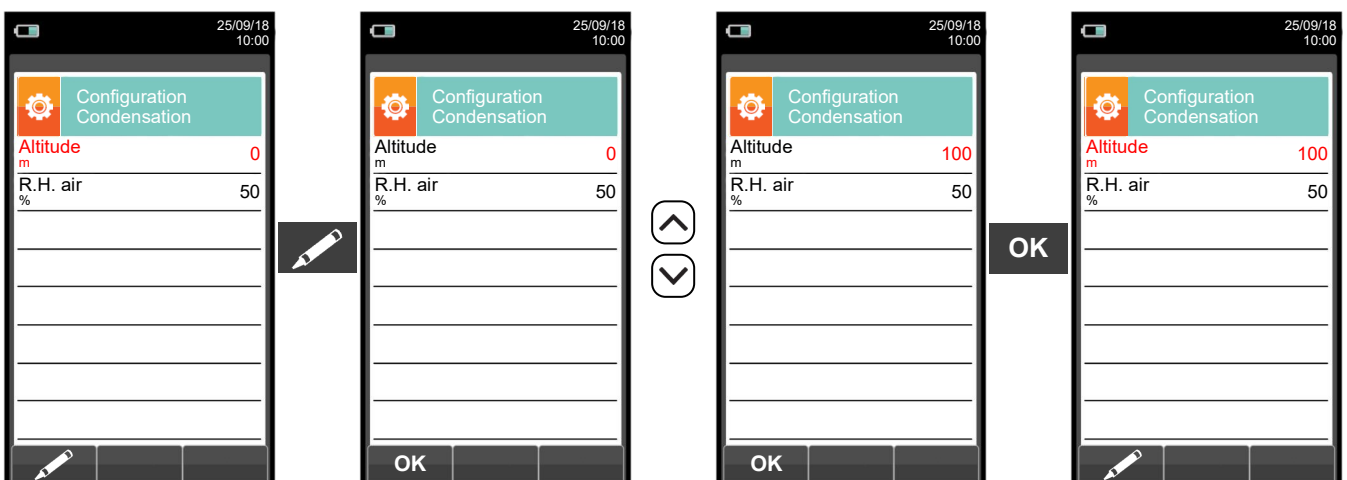 25/09/18
10:00
Configuration
Condensation
Altitude
m
0
R.H. air
%
50
25/09/18
10:00
Configuration
Condensation
Altitude
m
0
R.H. air
%
50
OK
25/09/18
10:00
Configuration
Condensation
Altitude
m
100
R.H. air
%
50
OK
OK
25/09/18
10:00
Configuration
Condensation
Altitude
m
100
R.H. air
%
50